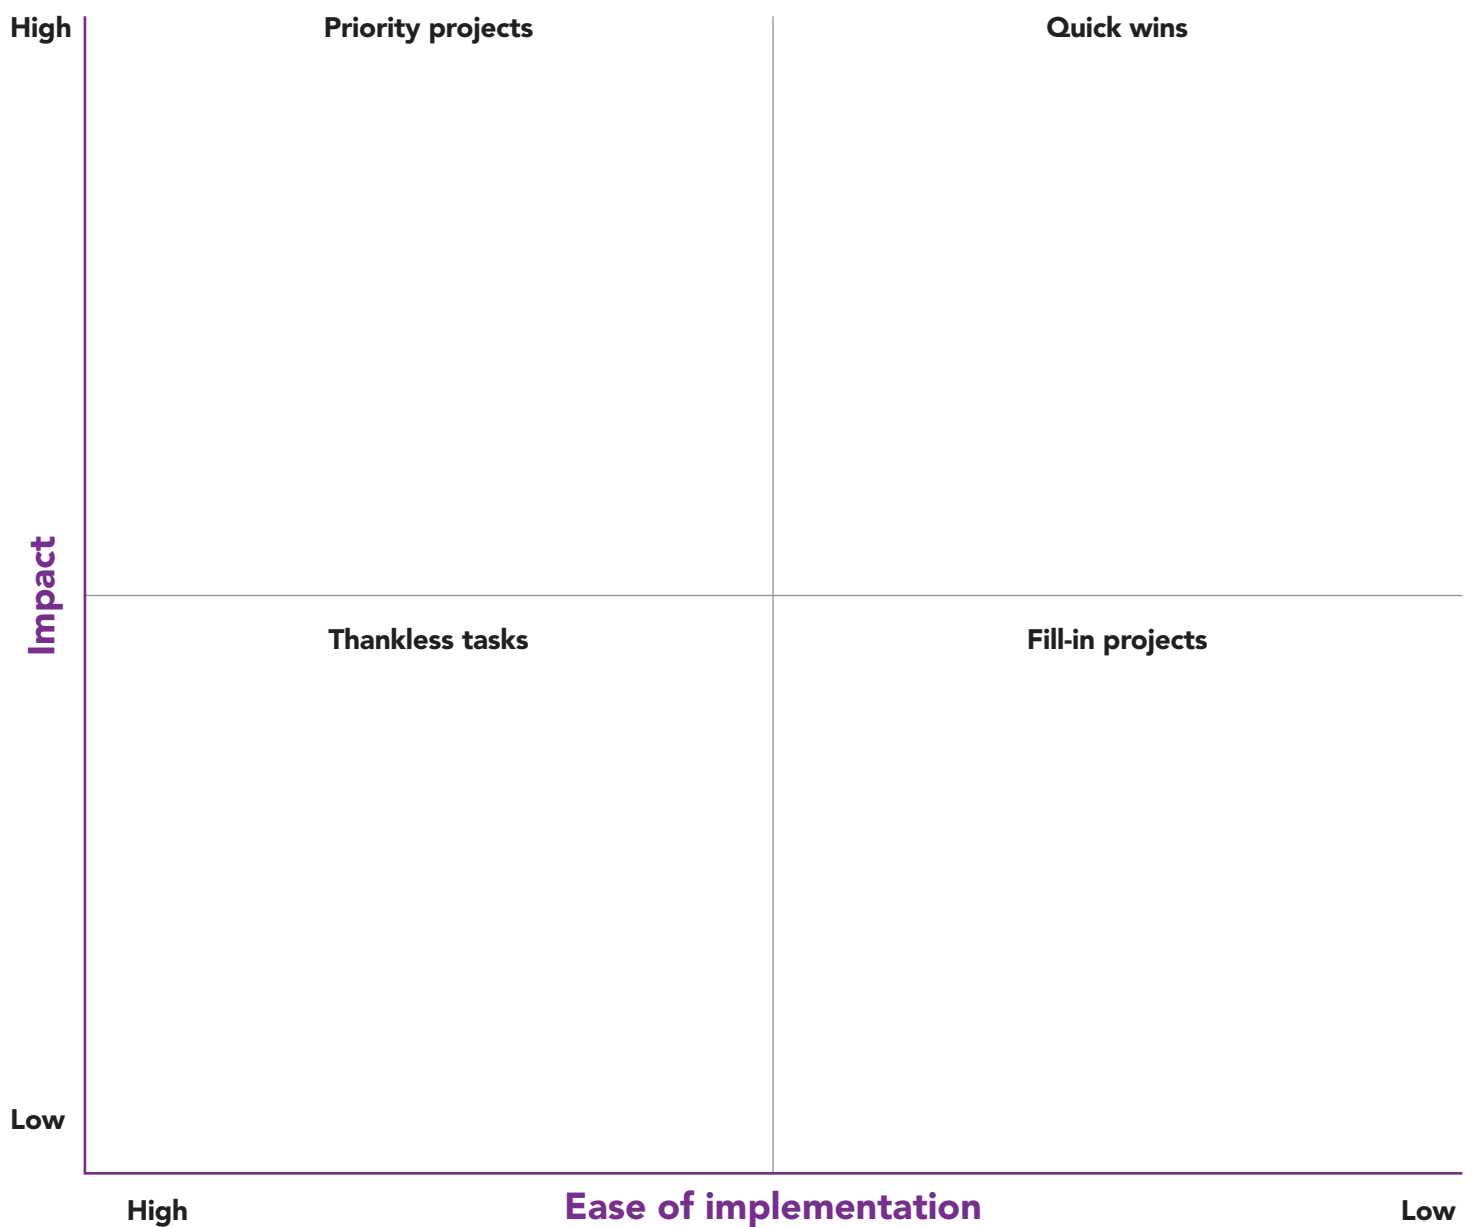 High
Priority projects
Quick wins
Impact
Thankless tasks
Fill-in projects
Low
High
Ease of implementation
Low